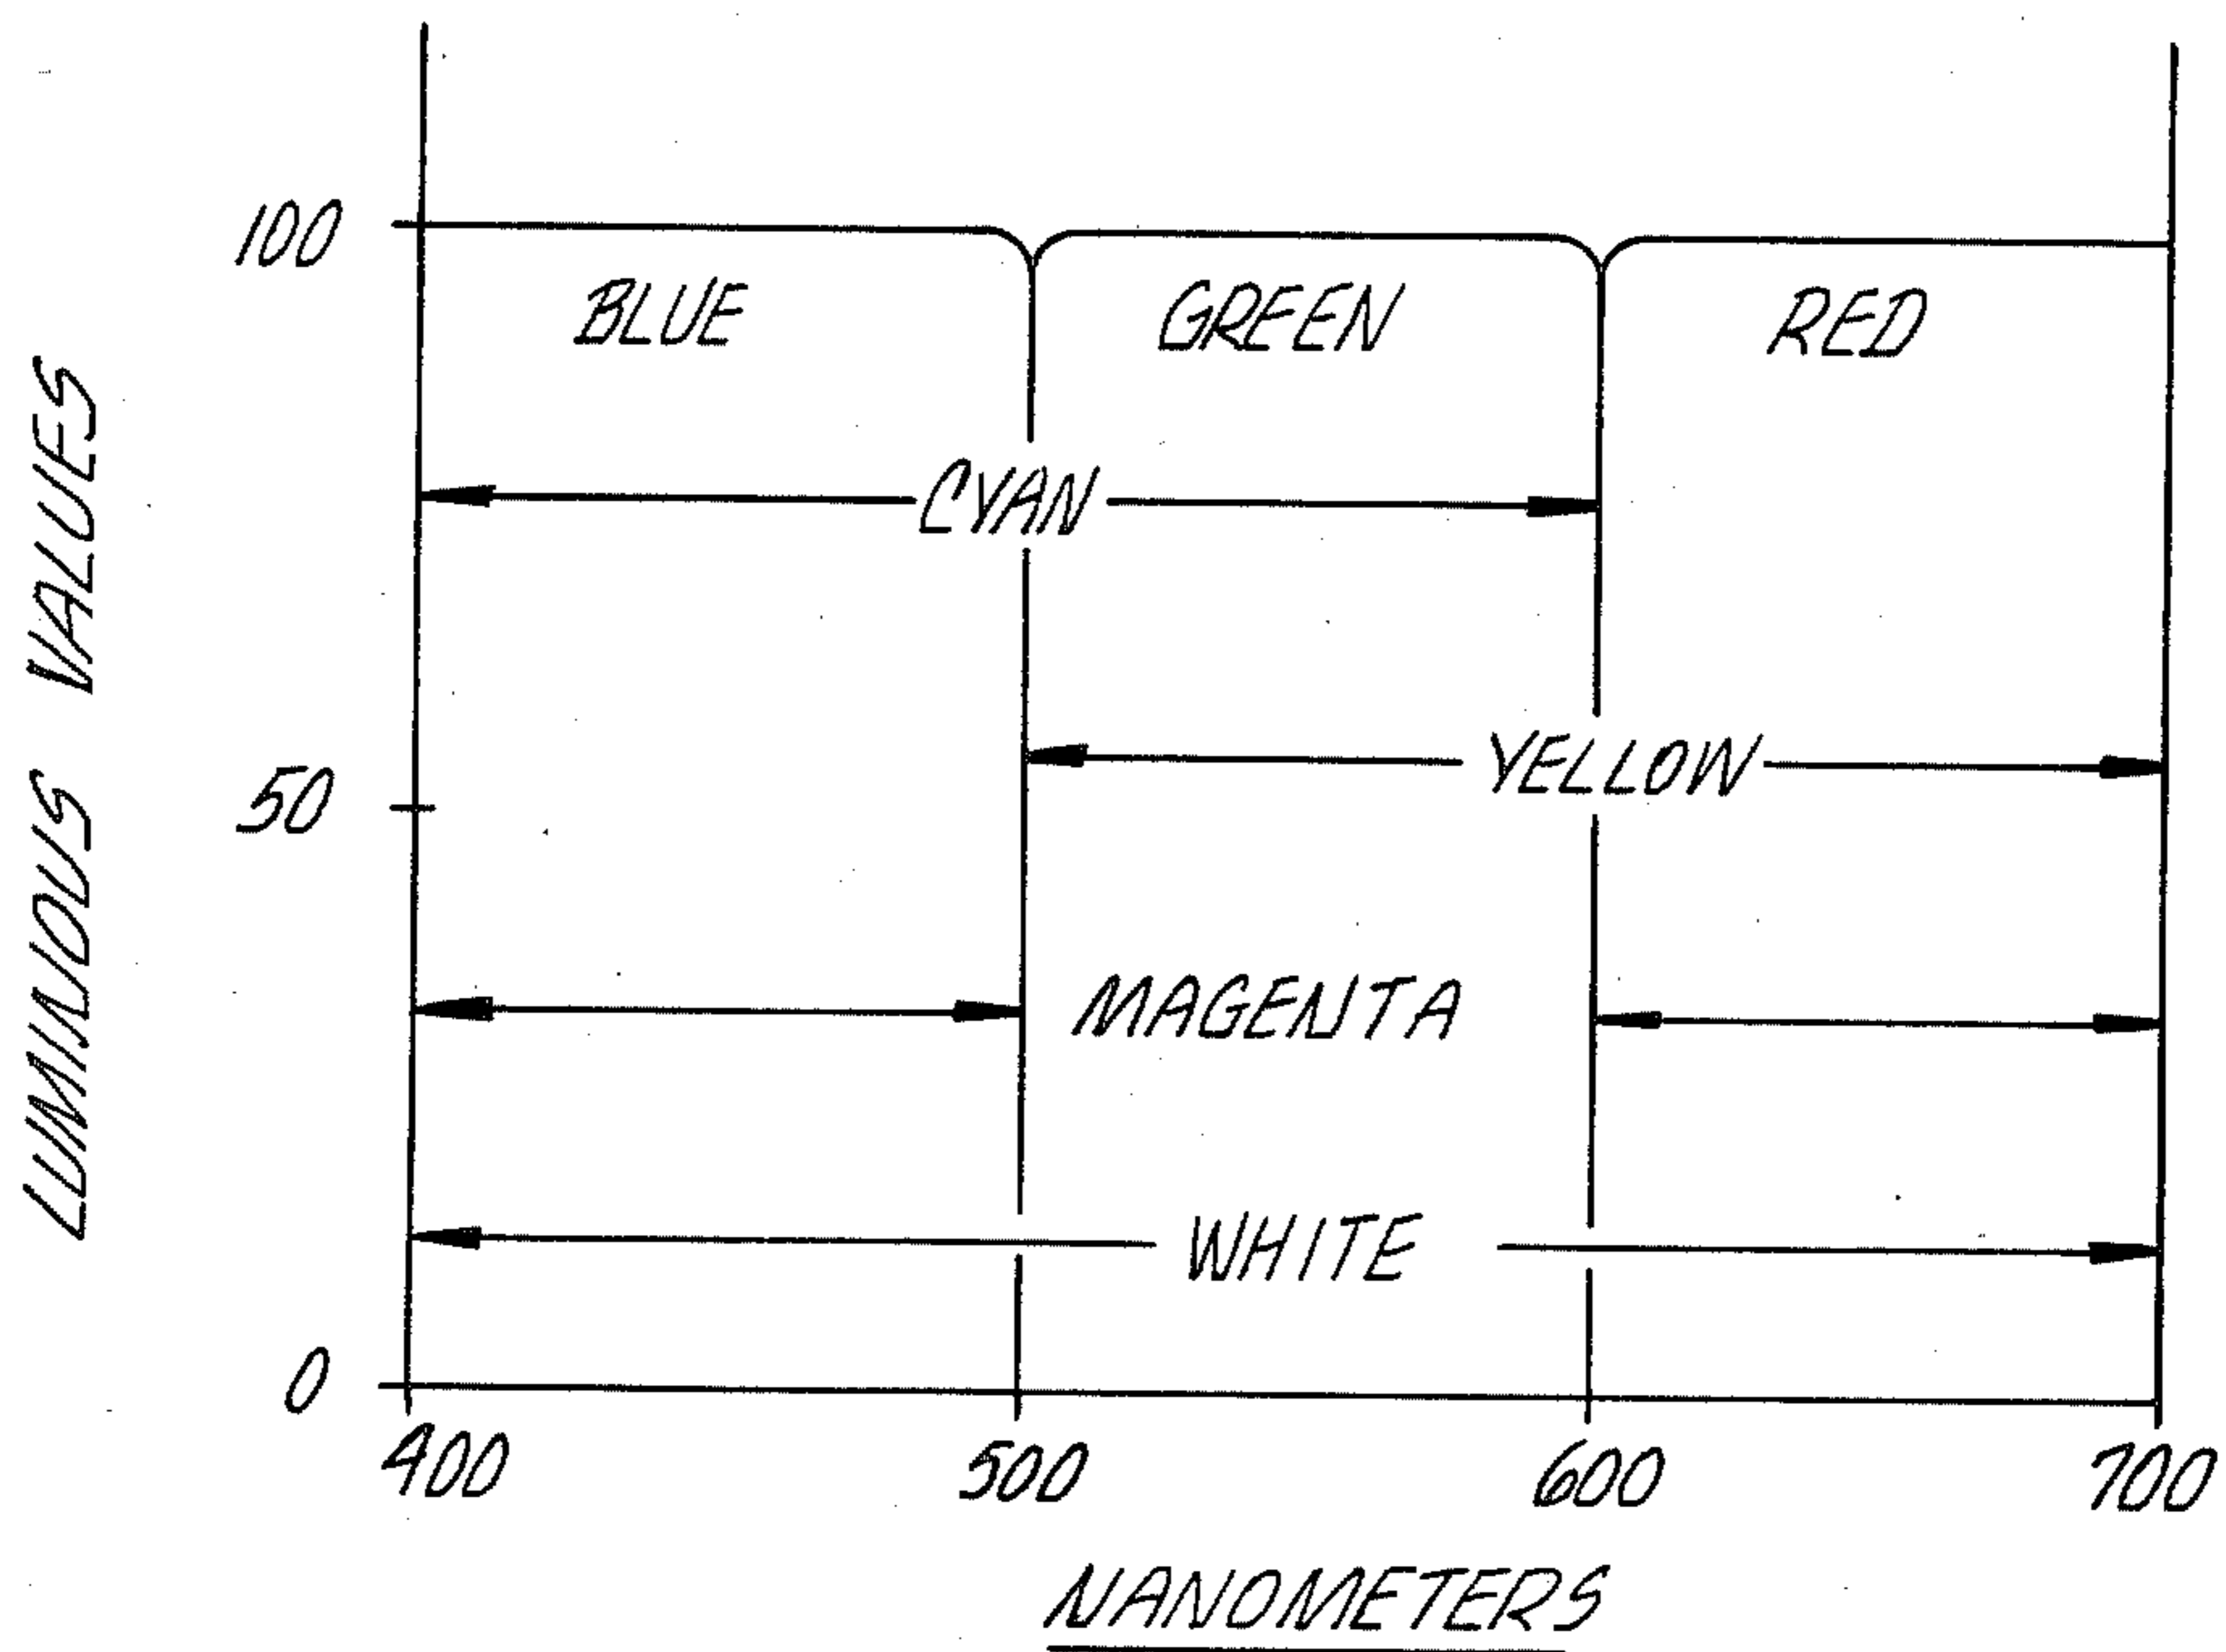 100
BLUE GREEN RED
CYAN
LUMINOUS VALUES
YELLOW
50
MAGENTA
WHITE
0
400 500 600 700
NANOMETERS